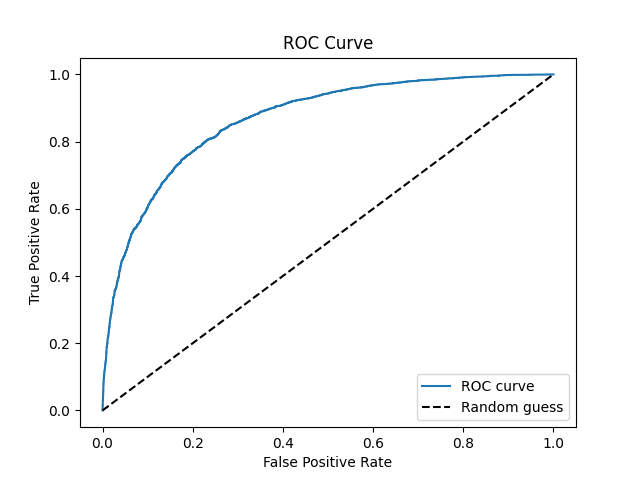 ROC Curve
1.0
0.8
0.6
0.4
0.2
0.0
True Positive Rate
0.0 0.2 0.4 0.6 0.8 1.0
False Positive Rate
ROC curve
Random guess